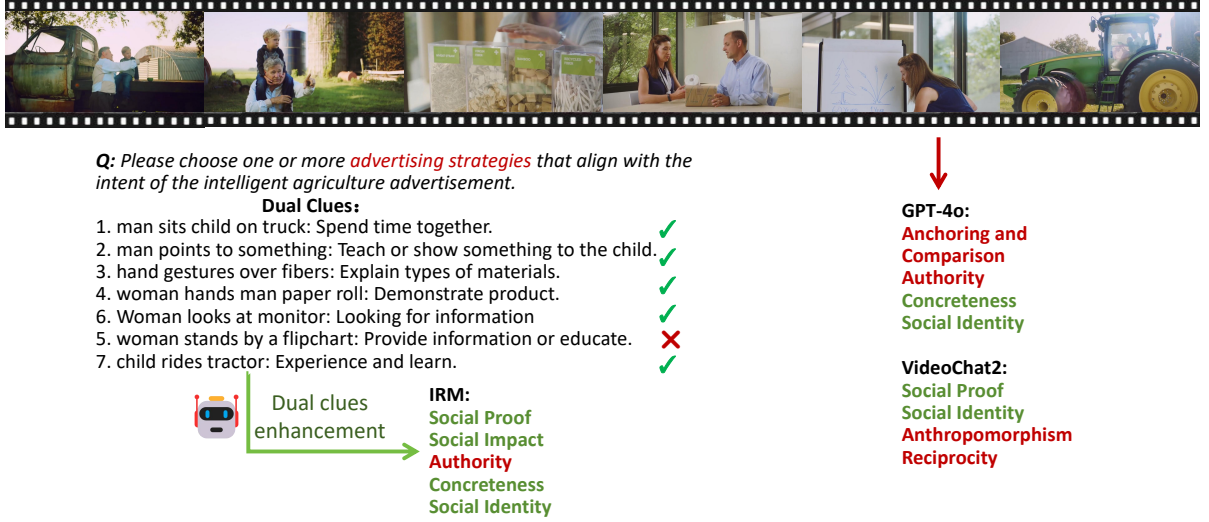 Q: Please choose one or more advertising strategies that align with the
intent of the intelligent agriculture advertisement.
Dual Clues：
1. man sits child on truck: Spend time together.
2. man points to something: Teach or show something to the child.
3. hand gestures over fibers: Explain types of materials.
4. woman hands man paper roll: Demonstrate product.
6. Woman looks at monitor: Looking for information
5. woman stands by a flipchart: Provide information or educate.
7. child rides tractor: Experience and learn.
Dual clues
enhancement
IRM:
Social Proof
Social Impact
Authority
Concreteness
Social Identity
GPT-4o:
Anchoring and
Comparison
Authority
Concreteness
Social Identity
VideoChat2:
Social Proof
Social Identity
Anthropomorphism
Reciprocity